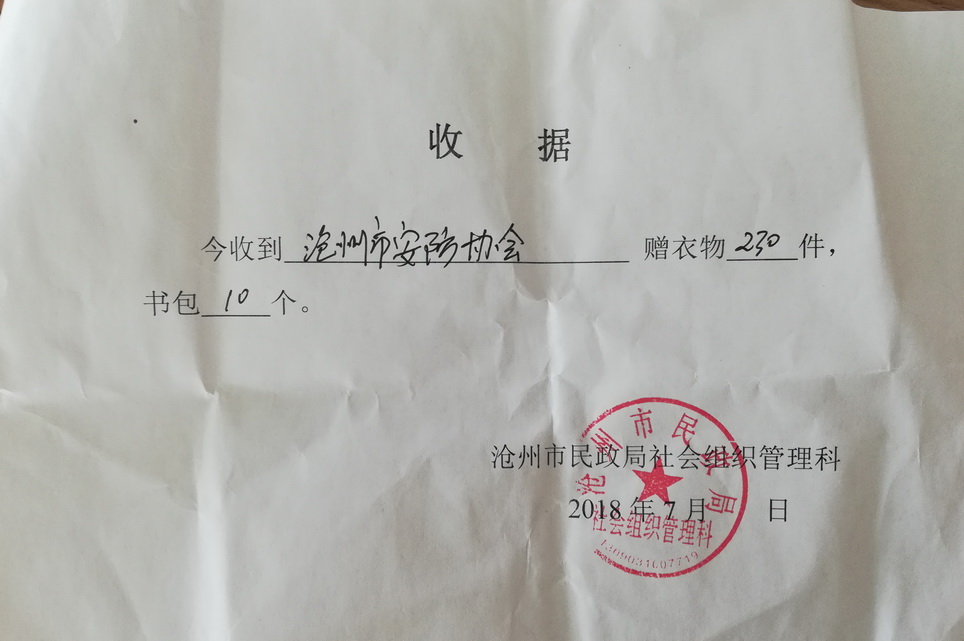 收 据
今收到 沧州市安防协会 赠衣物 230 件，
书包 10 个。
沧州市民政局社会组织管理科
2018 年 7 月 日
沧州市民政局
社会组织管理科